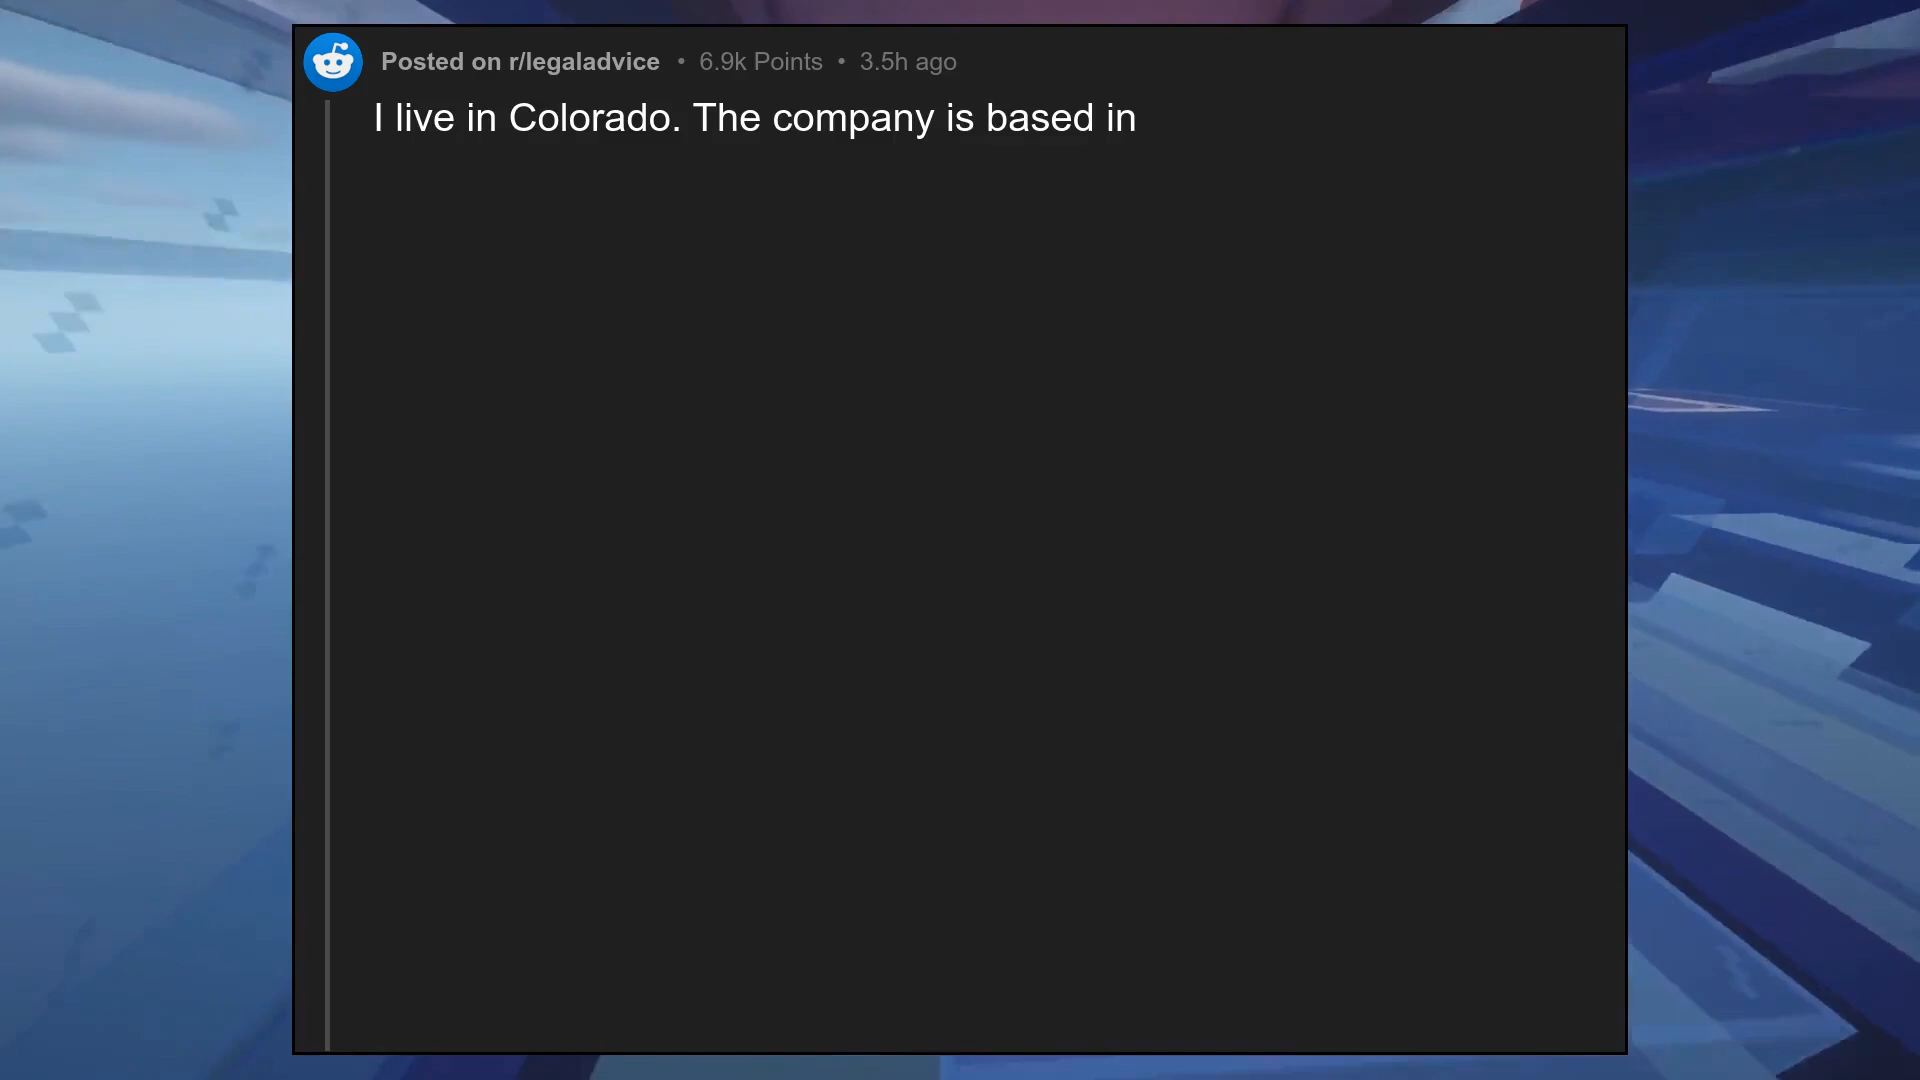 Posted on r/legaladvice • 6.9k Points • 3.5h ago
I live in Colorado. The company is based in